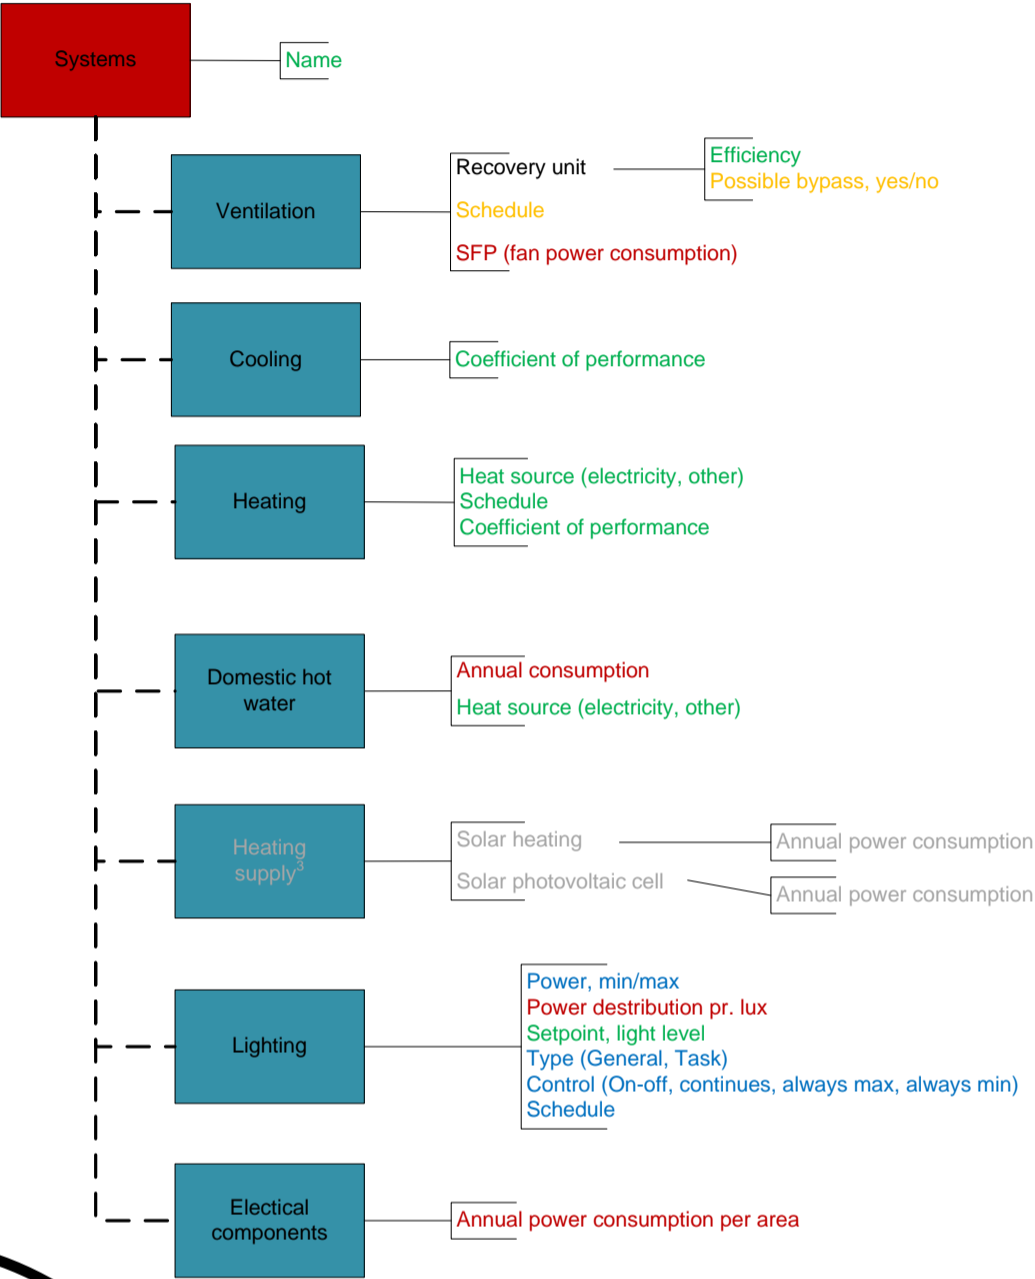 Systems
Name
Ventilation
Recovery unit
Efficiency
Possible bypass, yes/no
Schedule
SFP (fan power consumption)
Cooling
Coefficient of performance
Heating
Heat source (electricity, other)
Schedule
Coefficient of performance
Domestic hot
water
Annual consumption
Heat source (electricity, other)
Heating
supply³
Solar heating
Annual power consumption
Solar photovoltaic cell
Annual power consumption
Lighting
Power, min/max
Power destribution pr. lux
Setpoint, light level
Type (General, Task)
Control (On-off, continues, always max, always min)
Schedule
Electical
components
Annual power consumption per area